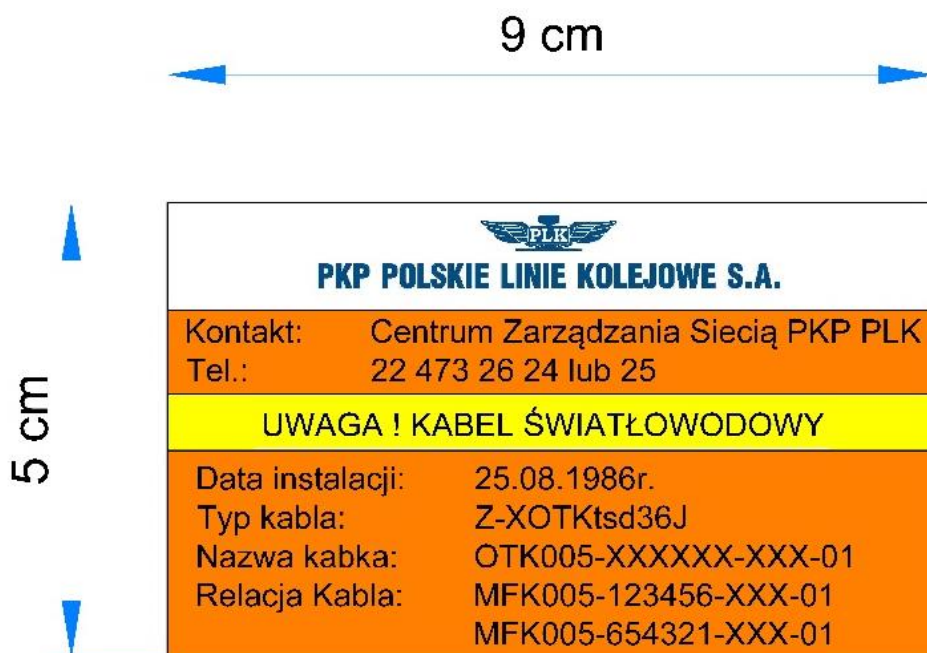 9 cm
5 cm
PLK
PKP POLSKIE LINIE KOLEJOWE S.A.
Kontakt: Centrum Zarządzania Siecią PKP PLK
Tel.: 22 473 26 24 lub 25
UWAGA ! KABEL ŚWIATŁOWODOWY
Data instalacji: 25.08.1986r.
Typ kabla: Z-XOTKtsd36J
Nazwa kabka: OTK005-XXXXXX-XXX-01
Relacja Kabla: MFK005-123456-XXX-01
MFK005-654321-XXX-01